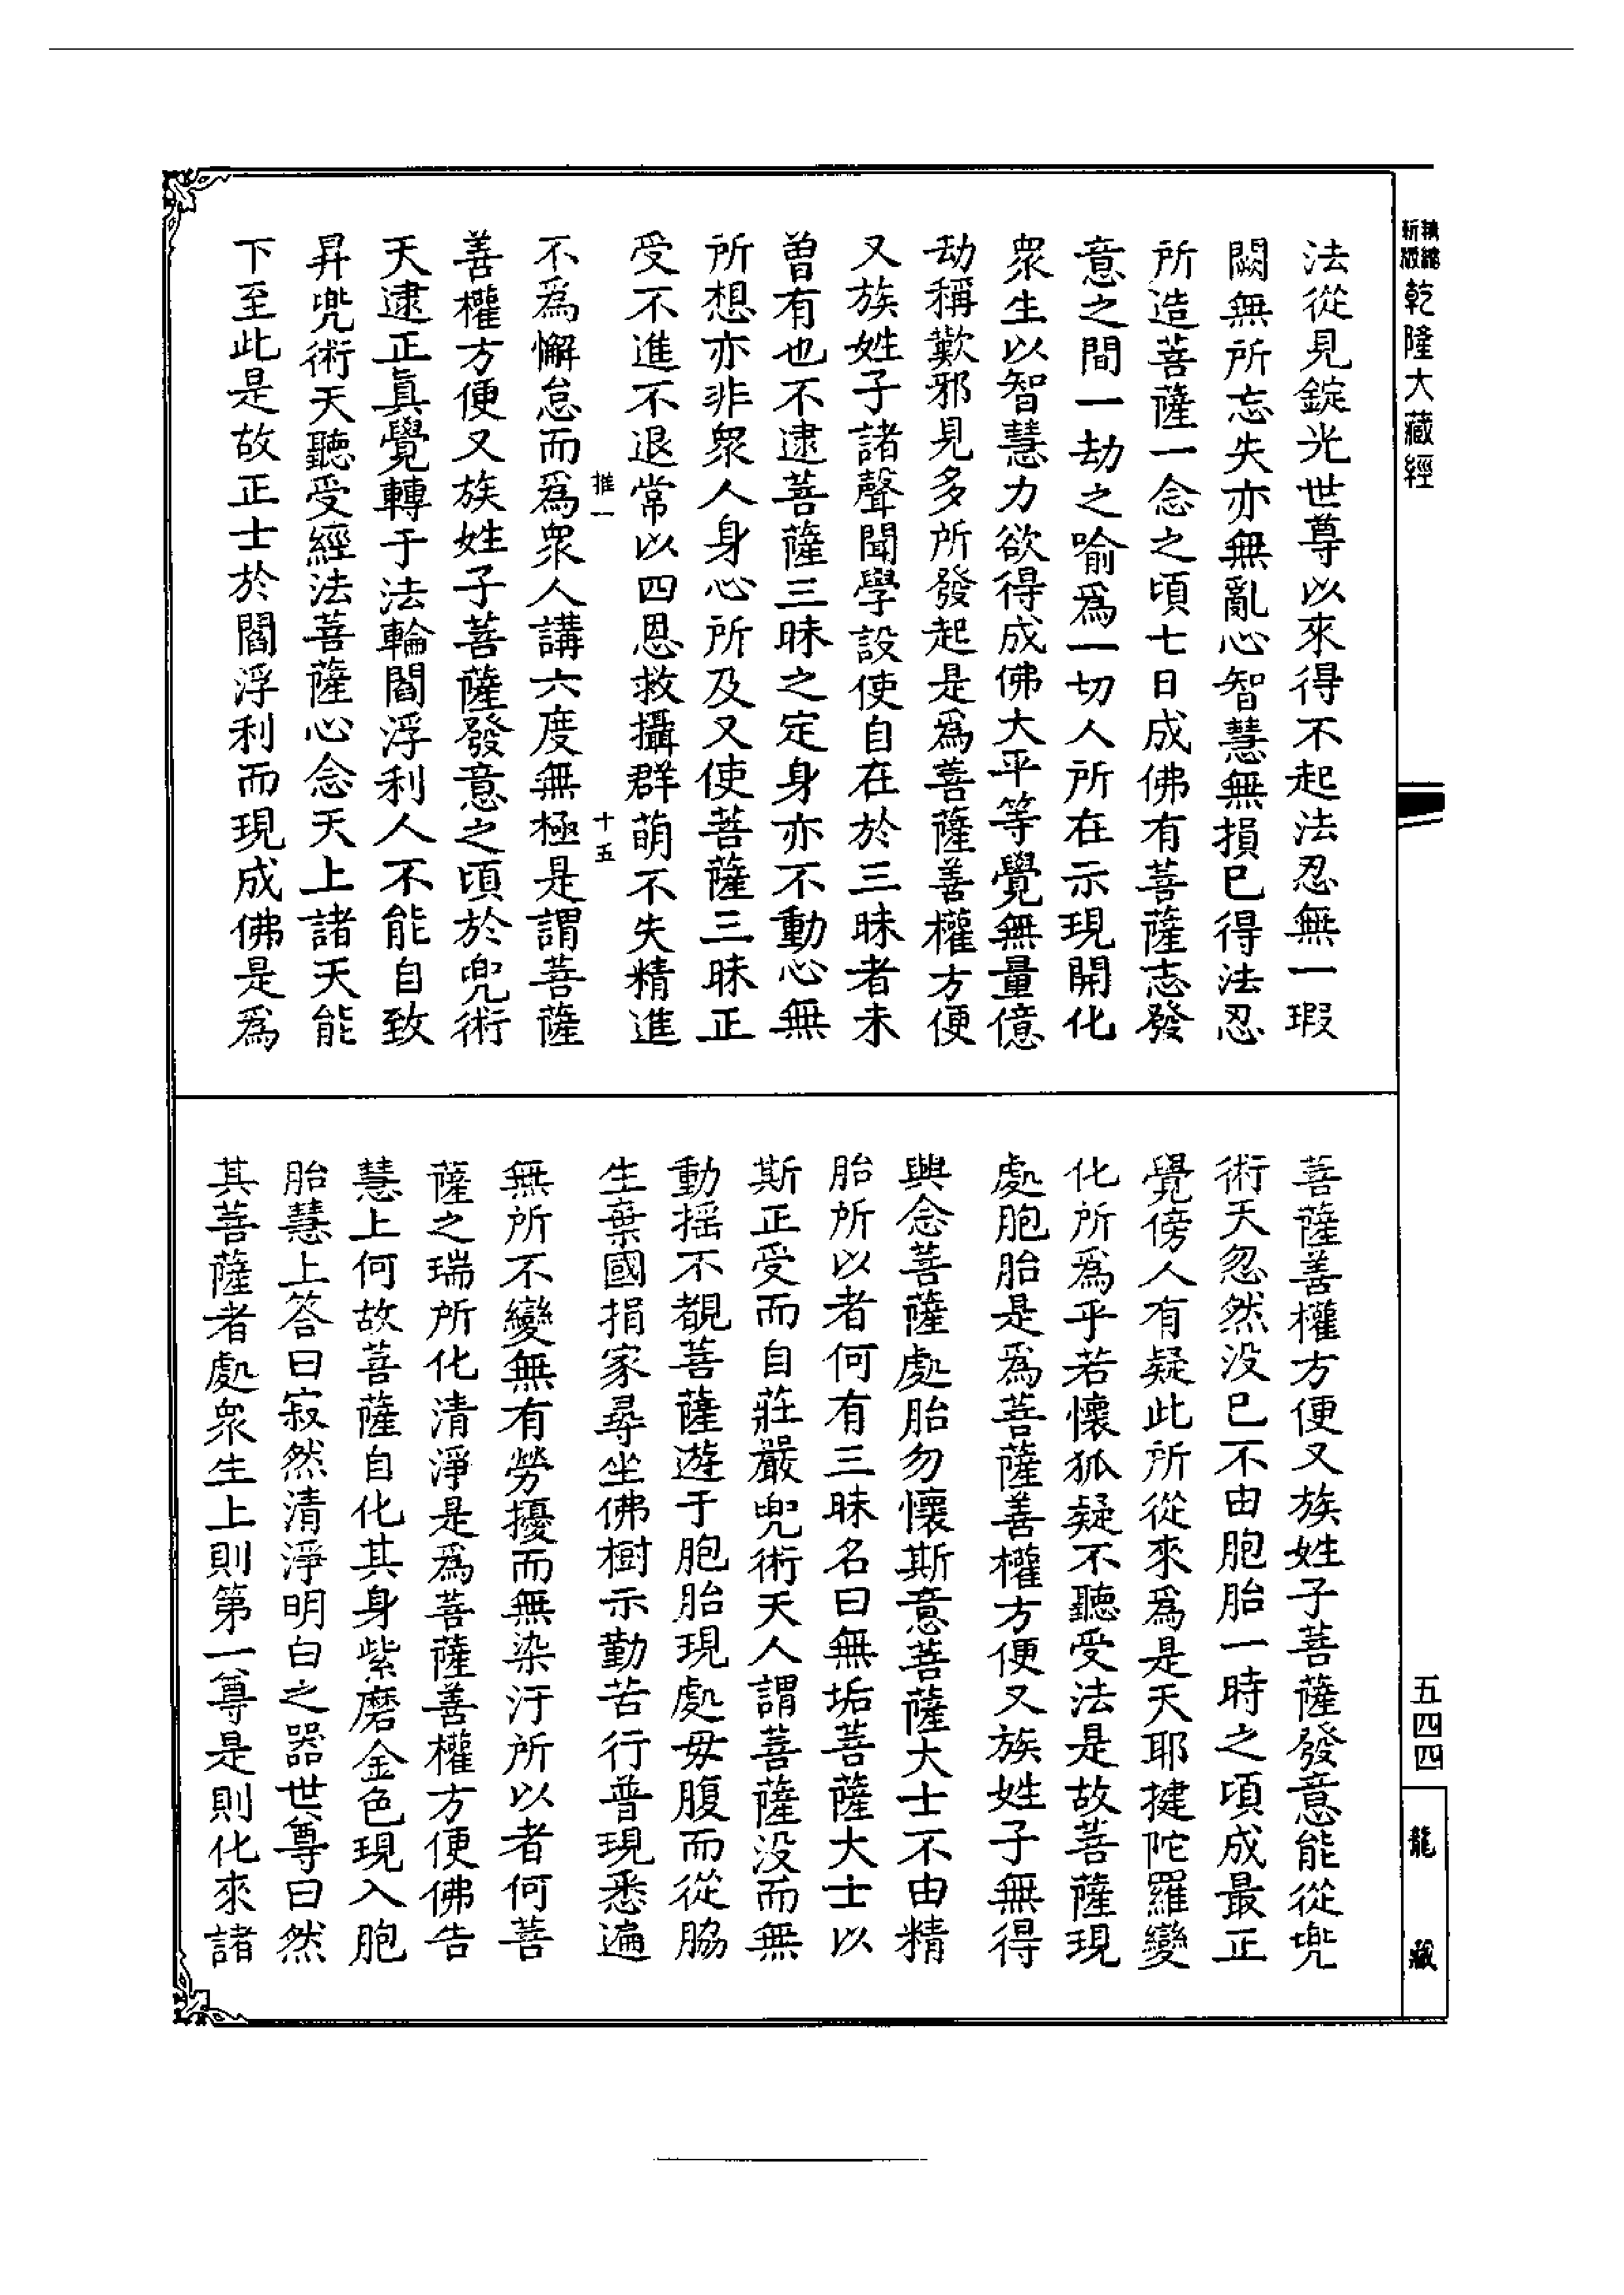 乾隆大藏經
法從見錠光世尊以來得不起法忍無一瑕
闕無所忘失亦無亂心智慧無損已得法忍
所造菩薩一念之頃七日成佛有菩薩志發
意之間一劫之喻爲一切人所在示現開化
衆生以智慧力欲得成佛大平等覺無量億
劫稱歎邪見多所發起是爲菩薩善權方便
又族姓子諸聲聞學設使自在於三昧者未
曾有也不逮菩薩三昧之定身亦不動心無
所想亦非衆人身心所及又使菩薩三昧正
受不進不退常以四恩救攝群萌不失精進
推一 十五
不爲懈怠而爲衆人講六度無極是謂菩薩
善權方便又族姓子菩薩發意之頃於兜術
天逮正真覺轉于法輪閻浮利人不能自致
昇兜術天聽受經法菩薩心念天上諸天能
下至此是故正士於閻浮利而現成佛是爲
菩薩善權方便又族姓子菩薩發意能從兜
術天忽然没已不由胞胎一時之頃成最正
覺傍人有疑此所從來爲是天耶揵陀羅變
化所爲乎若懷狐疑不聽受法是故菩薩現
處胞胎是爲菩薩善權方便又族姓子無得
興念菩薩處胎勿懷斯意菩薩大士不由精
胎所以者何有三昧名曰無垢菩薩大士以
斯正受而自莊嚴兜術天人謂菩薩没而無
動摇不覩菩薩遊于胞胎現處毋腹而從脇
生棄國捐家尋坐佛樹示勤苦行普現悉遍
無所不變無有勞擾而無染汙所以者何菩
薩之瑞所化清淨是爲菩薩善權方便佛告
慧上何故菩薩自化其身紫磨金色現入胞
胎慧上答曰寂然清淨明白之器世尊曰然
其菩薩者處衆生上則第一尊是則化來諸
五四四
龍藏